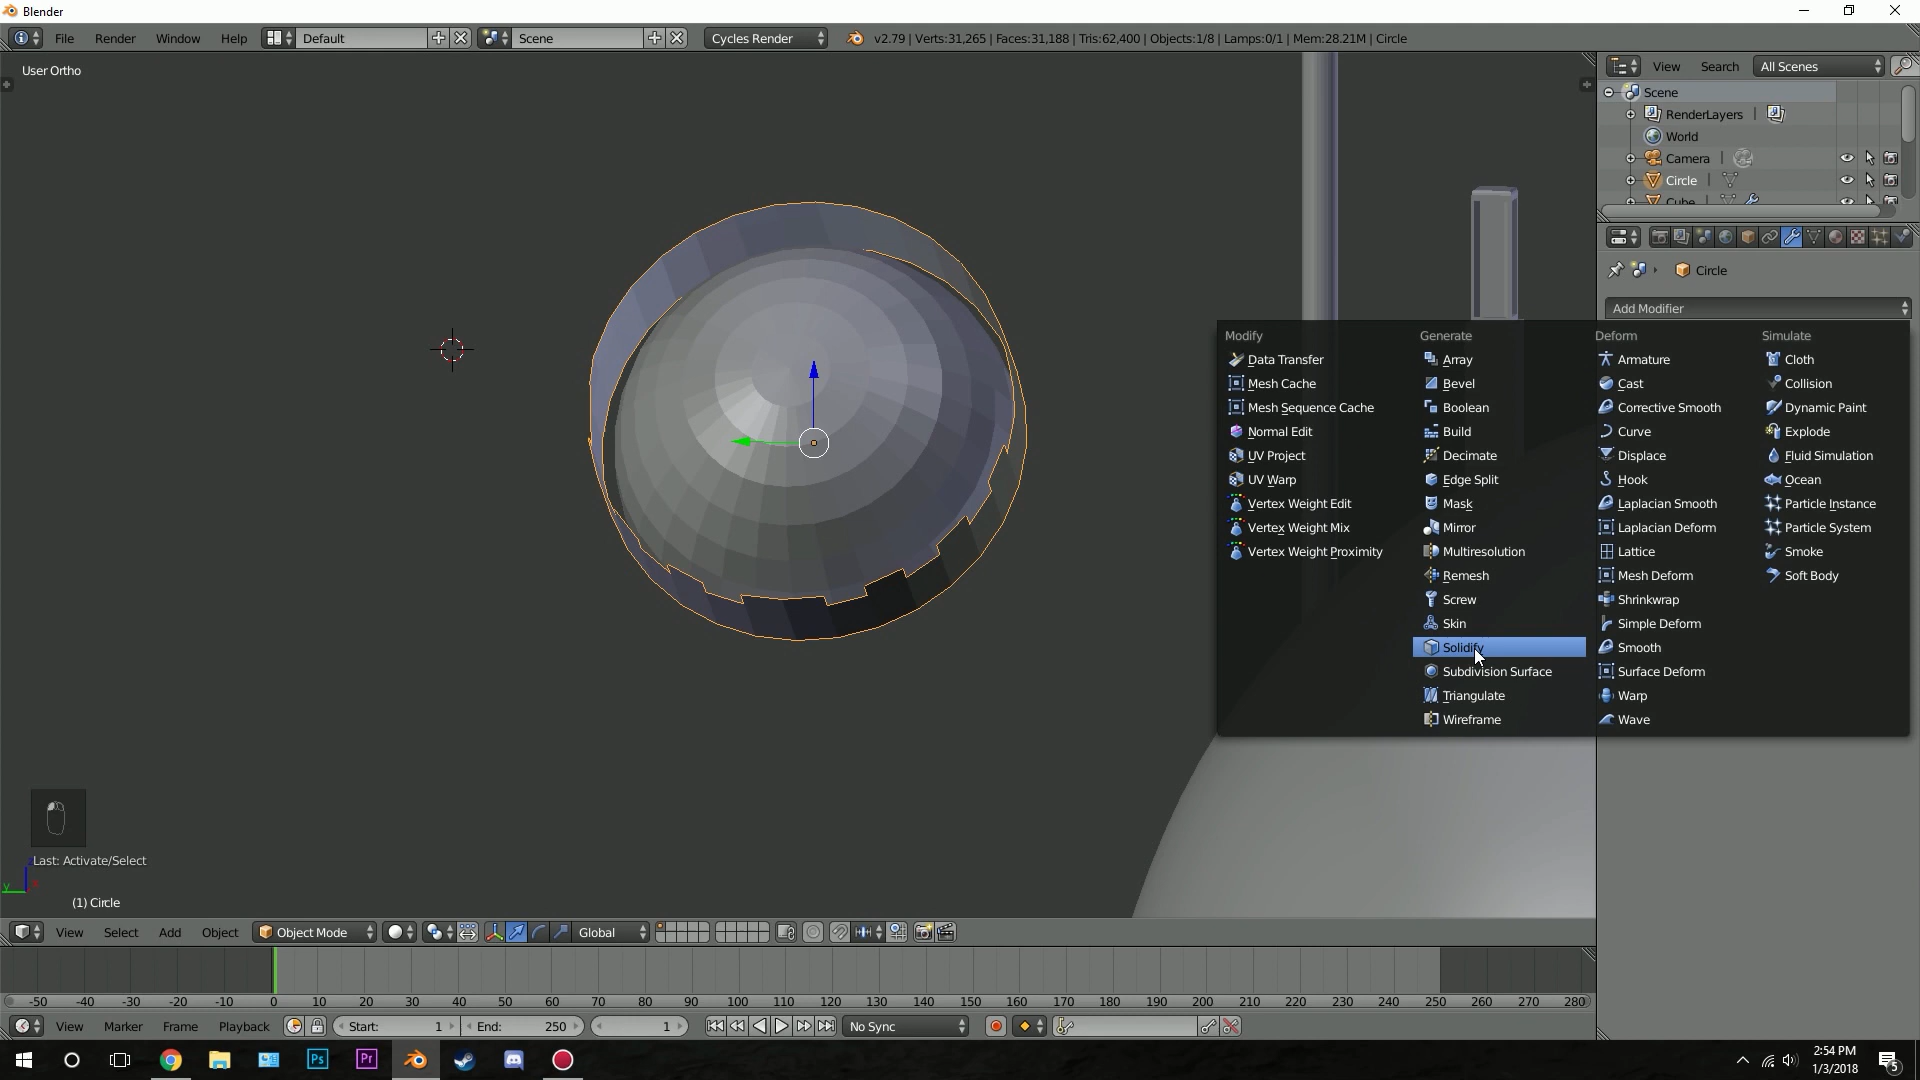 Blender
File Render Window Help Default Scene Cycles Render v2.79 | Verts:31,265 | Faces:31,188 | Tris:62,400 | Objects:1/8 | Lamps:0/1 | Mem:28.21M | Circle
User Ortho
View Search All Scenes
Scene
RenderLayers
World
Camera
Circle
Cube
Circle
Add Modifier
Modify
Data Transfer
Mesh Cache
Mesh Sequence Cache
Normal Edit
UV Project
UV Warp
Vertex Weight Edit
Vertex Weight Mix
Vertex Weight Proximity
Generate
Array
Bevel
Boolean
Build
Decimate
Edge Split
Mask
Mirror
Multiresolution
Remesh
Screw
Skin
Solidify
Subdivision Surface
Triangulate
Wireframe
Deform
Armature
Cast
Corrective Smooth
Curve
Displace
Hook
Laplacian Smooth
Laplacian Deform
Lattice
Mesh Deform
Shrinkwrap
Simple Deform
Smooth
Surface Deform
Warp
Wave
Simulate
Cloth
Collision
Dynamic Paint
Explode
Fluid Simulation
Ocean
Particle Instance
Particle System
Smoke
Soft Body
Last: Activate/Select
y
(1) Circle
View Select Add Object Object Mode Global
-50 -40 -30 -20 -10 0 10 20 30 40 50 60 70 80 90 100 110 120 130 140 150 160 170 180 190 200 210 220 230 240 250 260 270 280
View Marker Frame Playback Start: 1 End: 250 1 No Sync
Ps Pr
2:54 PM
1/3/2018
5